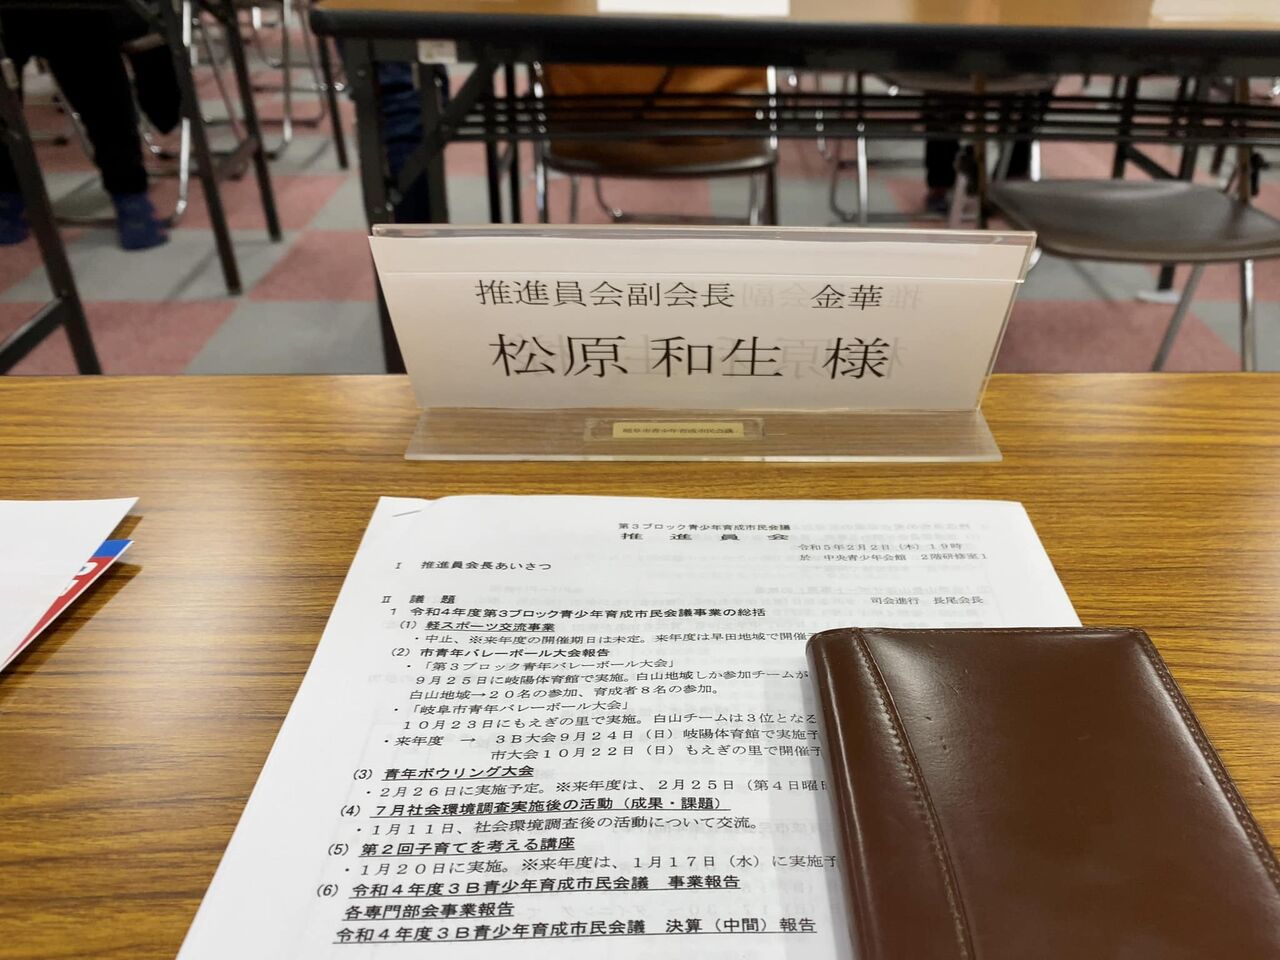 推進員会副会長　金華
松原 和生 様
岐阜市青少年育成市民会議
第３ブロック青少年育成市民会議
推進員会
令和５年２月２日（木）１９時
於　中央青少年会館　２階研修室１
Ⅰ　推進員会長あいさつ
Ⅱ　議　題
司会進行　長尾会長
１　令和４年度第３ブロック青少年育成市民会議事業の総括
（1）軽スポーツ交流事業
・中止、※来年度の開催期日は未定。来年度は早田地域で開催予
（2）市青年バレーボール大会報告
・「第３ブロック青年バレーボール大会」
９月２５日に岐陽体育館で実施。白山地域しか参加チームが
白山地域→２０名の参加、育成者８名の参加。
・「岐阜市青年バレーボール大会」
１０月２３日にもえぎの里で実施。白山チームは３位となる
・来年度　→　３Ｂ大会９月２４日（日）岐陽体育館で実施予
市大会１０月２２日（日）もえぎの里で開催予
（3）青年ボウリング大会
・２月２６日に実施予定。※来年度は、２月２５日（第４日曜日
（4）７月社会環境調査実施後の活動（成果・課題）
・１月１１日、社会環境調査後の活動について交流。
（5）第２回子育てを考える講座
・１月２０日に実施。※来年度は、１月１７日（水）に実施予
（6）令和４年度３Ｂ青少年育成市民会議　事業報告
各専門部会事業報告
令和４年度３Ｂ青少年育成市民会議　決算（中間）報告